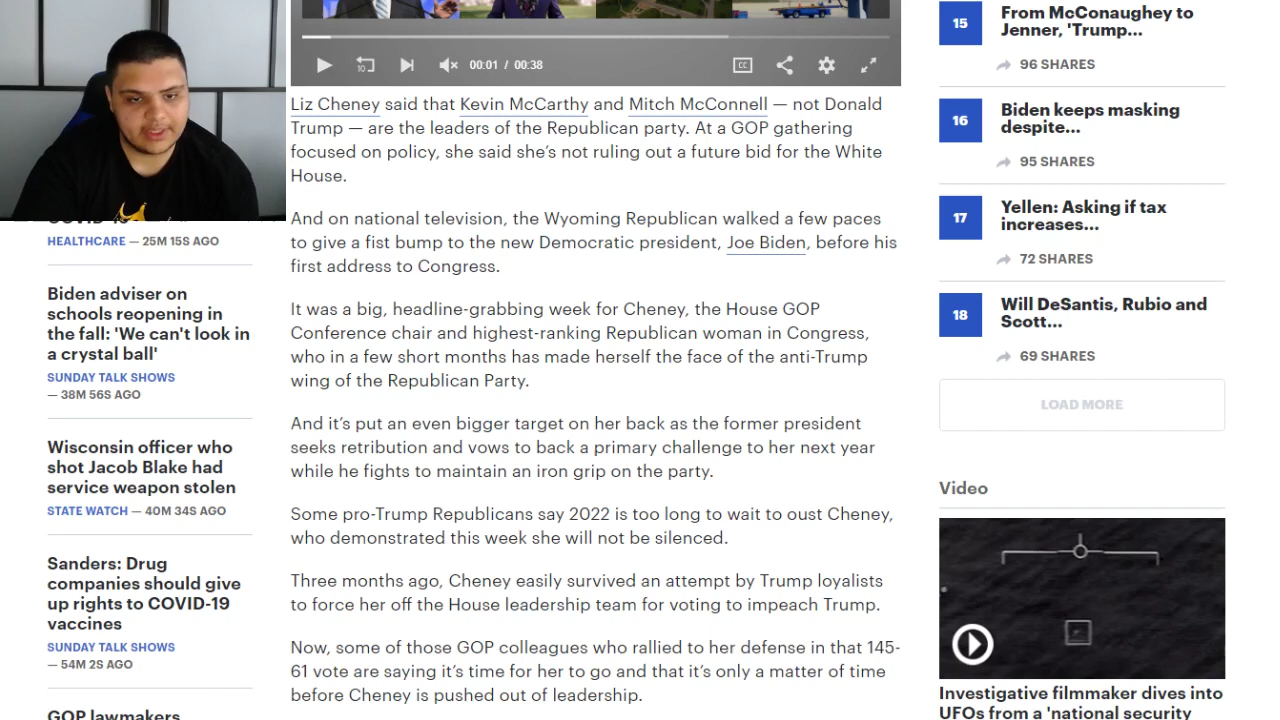 00:01 / 00:38
10
CC
Liz Cheney said that Kevin McCarthy and Mitch McConnell — not Donald
Trump — are the leaders of the Republican party. At a GOP gathering
focused on policy, she said she’s not ruling out a future bid for the White
House.
And on national television, the Wyoming Republican walked a few paces
to give a fist bump to the new Democratic president, Joe Biden, before his
first address to Congress.
It was a big, headline-grabbing week for Cheney, the House GOP
Conference chair and highest-ranking Republican woman in Congress,
who in a few short months has made herself the face of the anti-Trump
wing of the Republican Party.
And it’s put an even bigger target on her back as the former president
seeks retribution and vows to back a primary challenge to her next year
while he fights to maintain an iron grip on the party.
Some pro-Trump Republicans say 2022 is too long to wait to oust Cheney,
who demonstrated this week she will not be silenced.
Three months ago, Cheney easily survived an attempt by Trump loyalists
to force her off the House leadership team for voting to impeach Trump.
Now, some of those GOP colleagues who rallied to her defense in that 145-
61 vote are saying it’s time for her to go and that it’s only a matter of time
before Cheney is pushed out of leadership.
HEALTHCARE — 25M 15S AGO
Biden adviser on
schools reopening in
the fall: 'We can't look in
a crystal ball'
SUNDAY TALK SHOWS
— 38M 56S AGO
Wisconsin officer who
shot Jacob Blake had
service weapon stolen
STATE WATCH — 40M 34S AGO
Sanders: Drug
companies should give
up rights to COVID-19
vaccines
SUNDAY TALK SHOWS
— 54M 2S AGO
GOP lawmakers
15
From McConaughey to
Jenner, 'Trump...
96 SHARES
16
Biden keeps masking
despite...
95 SHARES
17
Yellen: Asking if tax
increases...
72 SHARES
18
Will DeSantis, Rubio and
Scott...
69 SHARES
LOAD MORE
Video
Investigative filmmaker dives into
UFOs from a 'national security